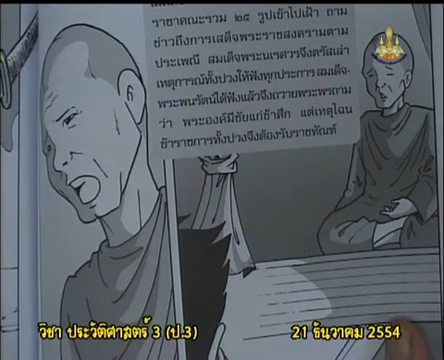 ราชาคณะรวม ๒๕ รูปเข้าไปเฝ้า ถาม
ข่าวถึงการเสด็จพระราชสงครามตาม
ประเพณี สมเด็จพระนเรศวรจึงตรัสเล่า
เหตุการณ์ทั้งปวงให้ฟังทุกประการ สมเด็จ-
พระพนรัตน์ได้ฟังแล้วจึงถวายพระพรถาม
ว่า พระองค์มีชัยแก่ข้าศึก แต่เหตุไฉน
ข้าราชการทั้งปวงจึงต้องรับราชทัณฑ์
วิชา ประวัติศาสตร์ 3 (ป.3)
21 ธันวาคม 2554